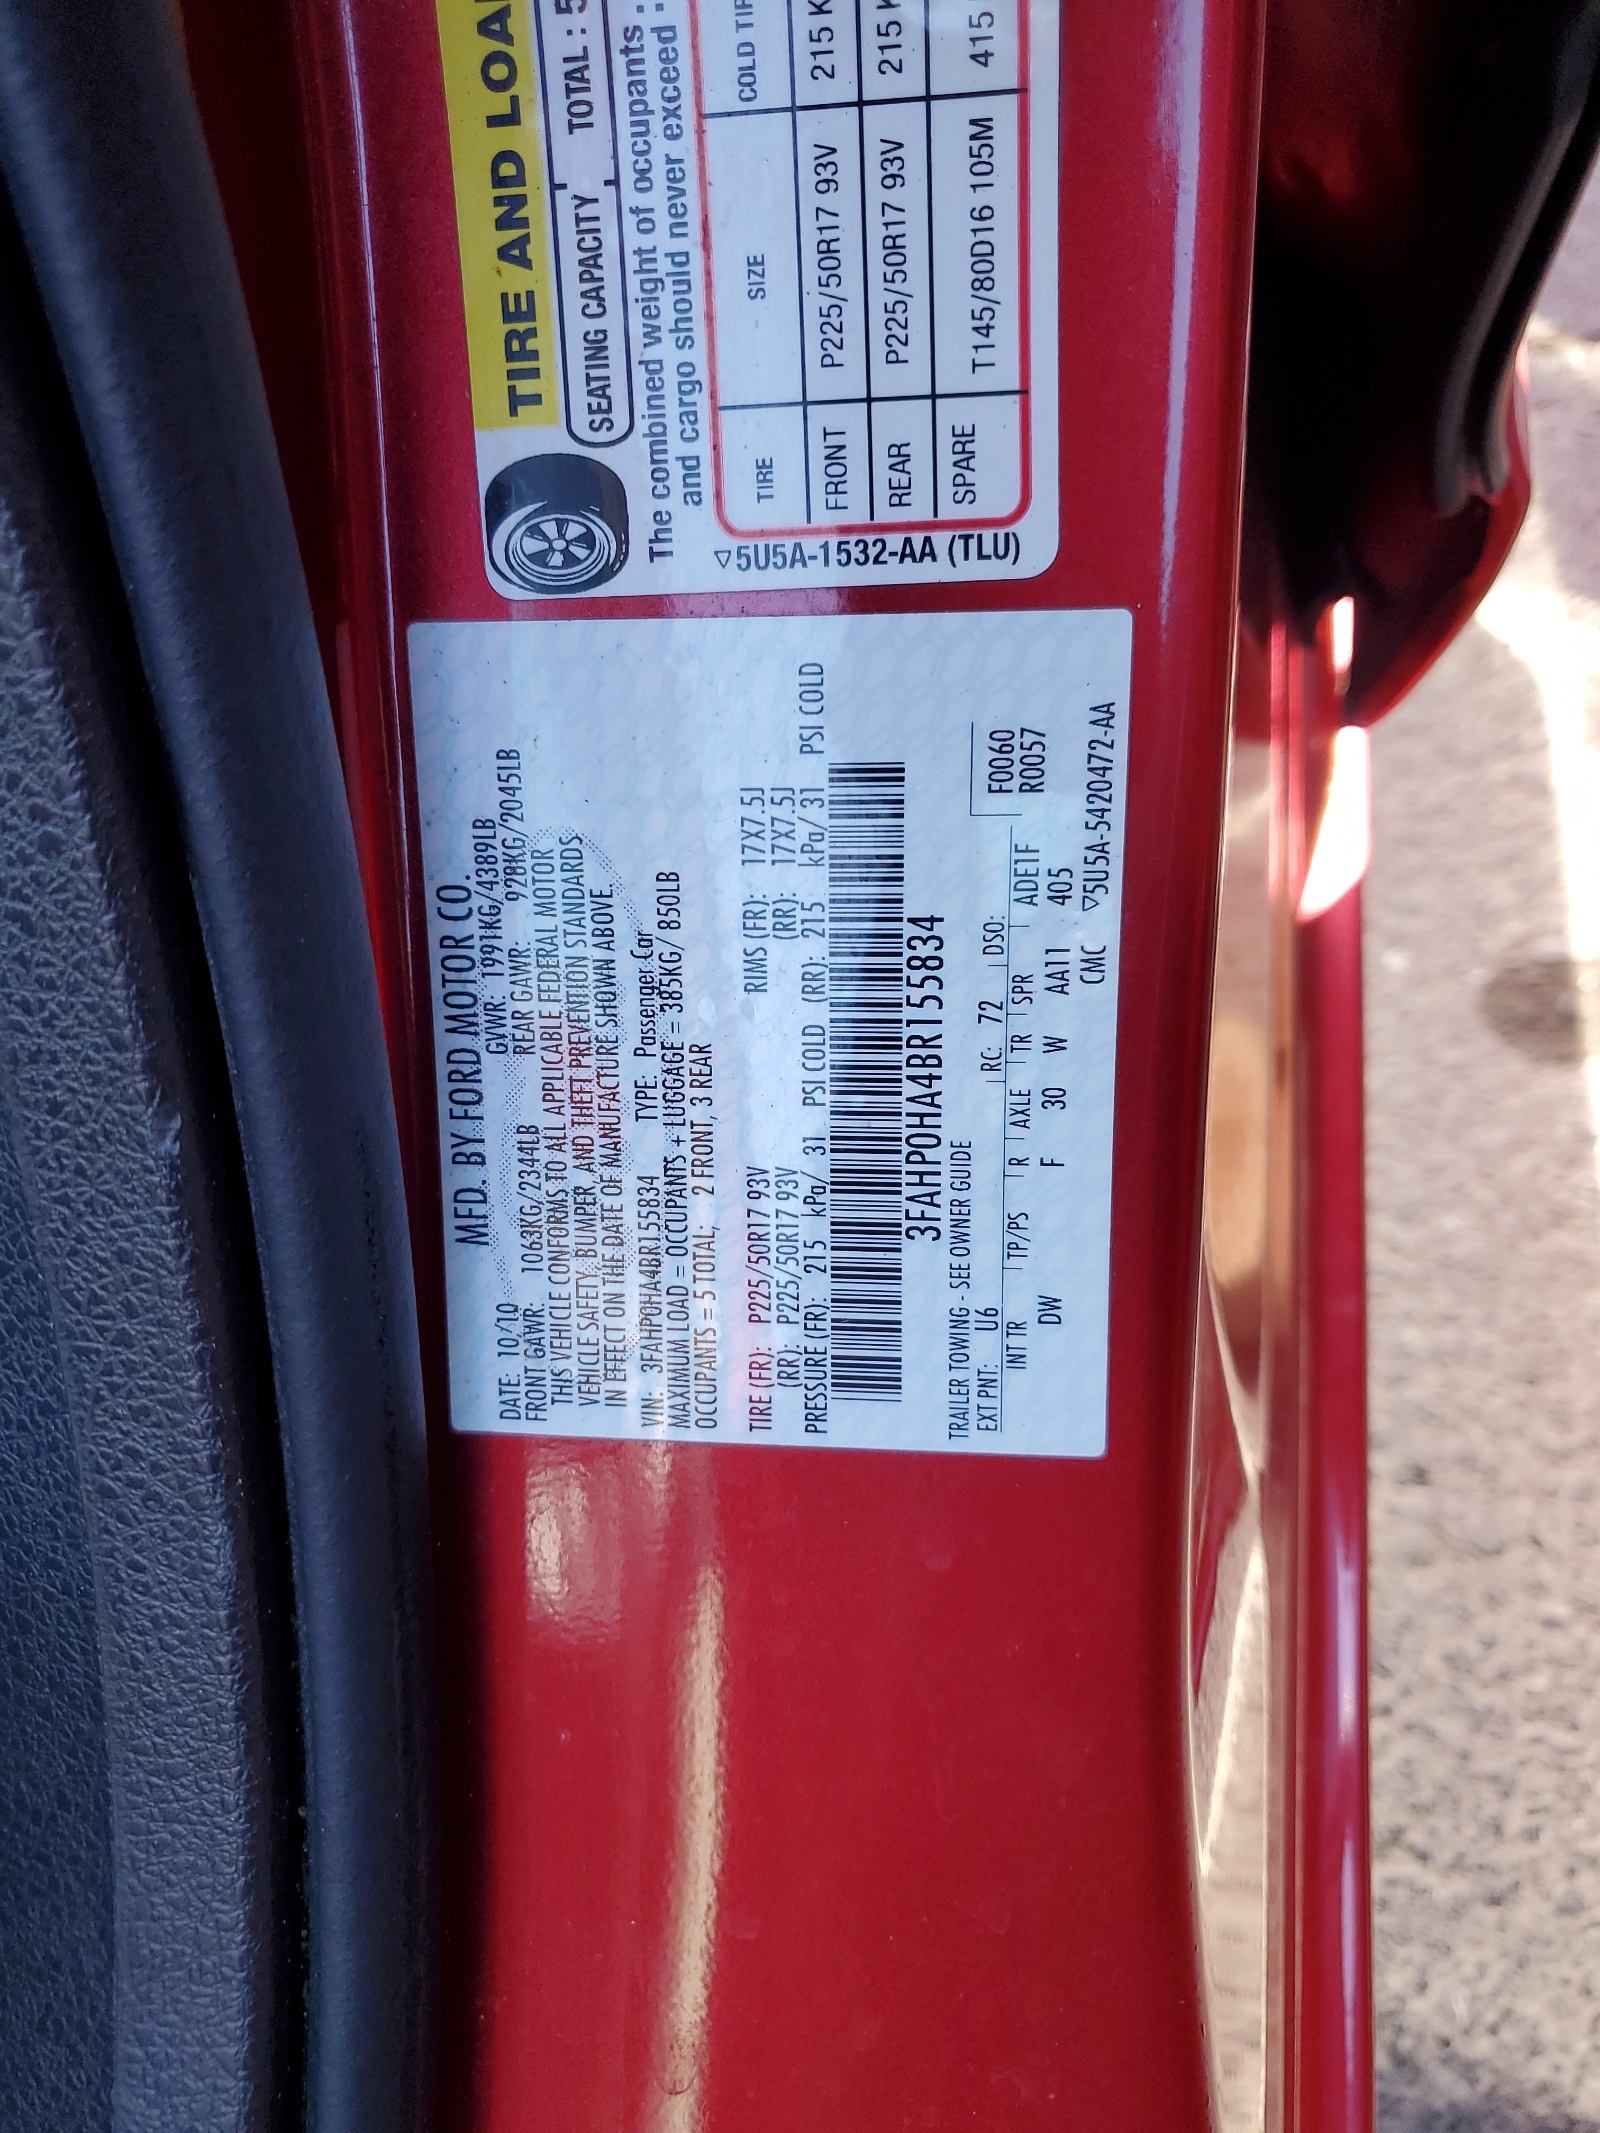 MFD. BY FORD MOTOR CO.
DATE: 10/10 GVWR: 1991KG/4389LB
FRONT GAWR: 1063KG/2344LB REAR GAWR: 928KG/2045LB
THIS VEHICLE CONFORMS TO ALL APPLICABLE FEDERAL MOTOR
VEHICLE SAFETY, BUMPER, AND THEFT PREVENTION STANDARDS
IN EFFECT ON THE DATE OF MANUFACTURE SHOWN ABOVE.
VIN: 3FAHP0HA4BR155834 TYPE: Passenger Car
MAXIMUM LOAD = OCCUPANTS + LUGGAGE = 385KG/ 850LB
OCCUPANTS = 5 TOTAL; 2 FRONT, 3 REAR
TIRE (FR): P225/50R17 93V RIMS (FR): 17X7.5J
(RR): P225/50R17 93V (RR): 17X7.5J
PRESSURE (FR): 215 kPa/ 31 PSI COLD (RR): 215 kPa/ 31 PSI COLD
3FAHP0HA4BR155834
TRAILER TOWING - SEE OWNER GUIDE
EXT PNT: U6 RC: 72 DSO: F0060
INT TR TP/PS R AXLE TR SPR ADE1F R0057
DW F 30 W AA11 405
CMC ▽5U5A-5420472-AA
TIRE AND LOA
SEATING CAPACITY TOTAL : 5
The combined weight of occupants
and cargo should never exceed
TIRE SIZE COLD TIR
FRONT P225/50R17 93V 215 K
REAR P225/50R17 93V 215 K
SPARE T145/80D16 105M 415
▽5U5A-1532-AA (TLU)